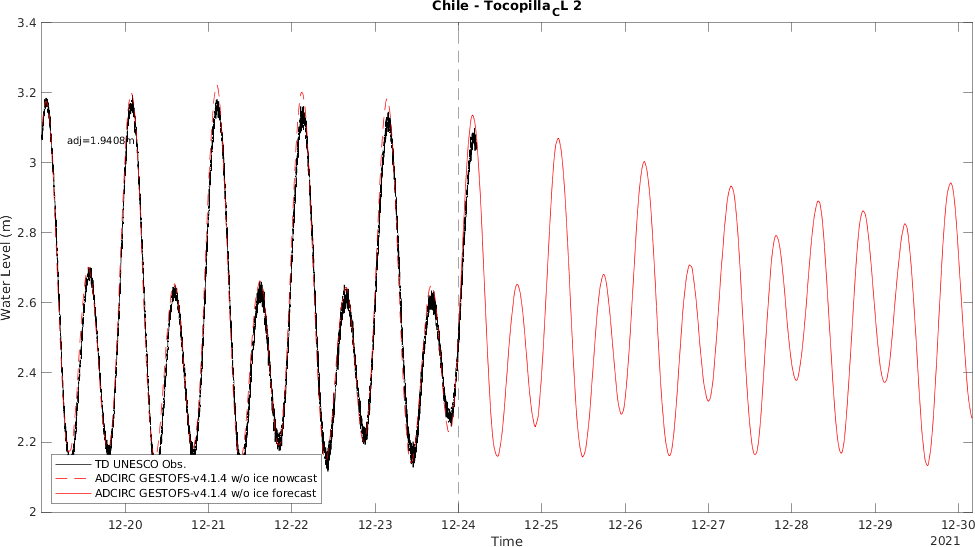 Chile - Tocopilla_CL 2
3.4
3.2
3
2.8
2.6
2.4
2.2
2
Water Level (m)
adj=1.9408m
TD UNESCO Obs.
ADCIRC GESTOFS-v4.1.4 w/o ice nowcast
ADCIRC GESTOFS-v4.1.4 w/o ice forecast
12-20 12-21 12-22 12-23 12-24 12-25 12-26 12-27 12-28 12-29 12-30
Time
2021